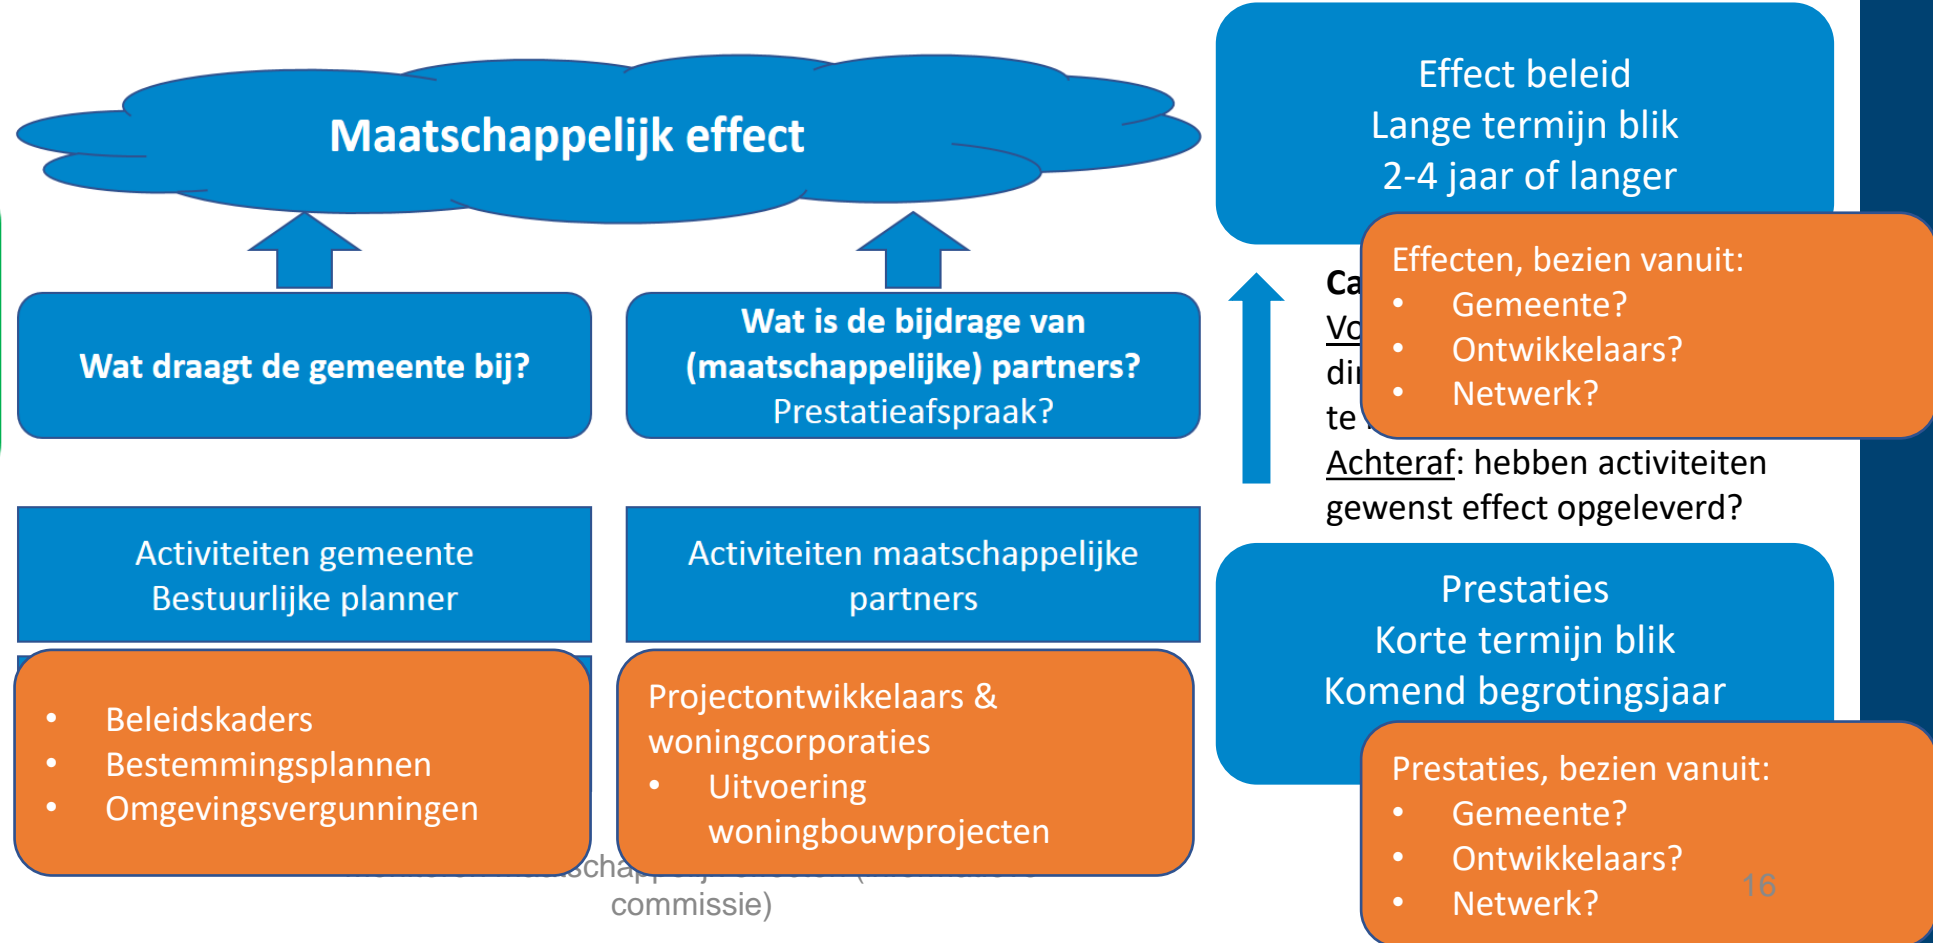 Maatschappelijk effect
Wat draagt de gemeente bij?
Wat is de bijdrage van
(maatschappelijke) partners?
Prestatieafspraak?
Activiteiten gemeente
Bestuurlijke planner
Activiteiten maatschappelijke
partners
• Beleidskaders
• Bestemmingsplannen
• Omgevingsvergunningen
Projectontwikkelaars &
woningcorporaties
• Uitvoering
woningbouwprojecten
commissie)
Effect beleid
Lange termijn blik
2-4 jaar of langer
Effecten, bezien vanuit:
• Gemeente?
• Ontwikkelaars?
• Netwerk?
te
Achteraf: hebben activiteiten
gewenst effect opgeleverd?
Prestaties
Korte termijn blik
Komend begrotingsjaar
Prestaties, bezien vanuit:
• Gemeente?
• Ontwikkelaars?
• Netwerk?
16